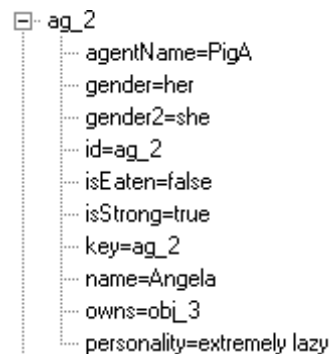 ag_2
agentName=PigA
gender=her
gender2=she
id=ag_2
isEaten=false
isStrong=true
key=ag_2
name=Angela
owns=obj_3
personality=extremely lazy